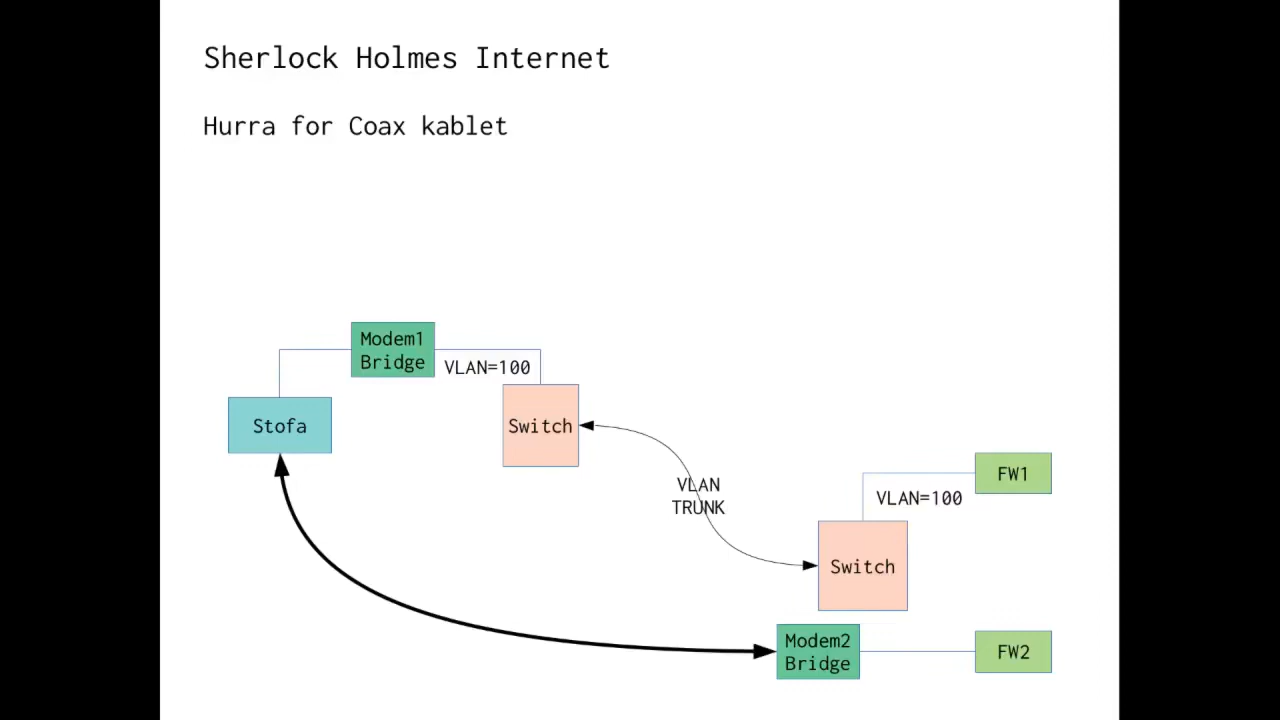 Sherlock Holmes Internet
Hurra for Coax kablet
Modem1
Bridge
VLAN=100
Stofa
Switch
VLAN
TRUNK
FW1
VLAN=100
Switch
Modem2
Bridge
FW2